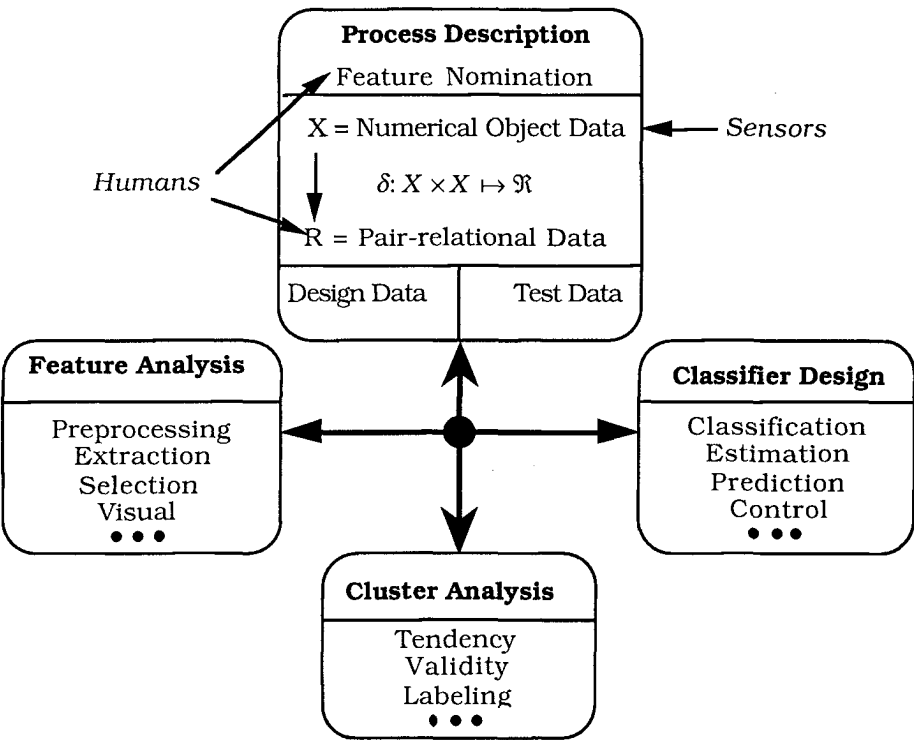 Process Description
Feature Nomination
X = Numerical Object Data
Sensors
Humans
δ: X × X ↦ ℜ
R = Pair-relational Data
Design Data
Test Data
Feature Analysis
Preprocessing
Extraction
Selection
Visual
• • •
Classifier Design
Classification
Estimation
Prediction
Control
• • •
Cluster Analysis
Tendency
Validity
Labeling
• • •